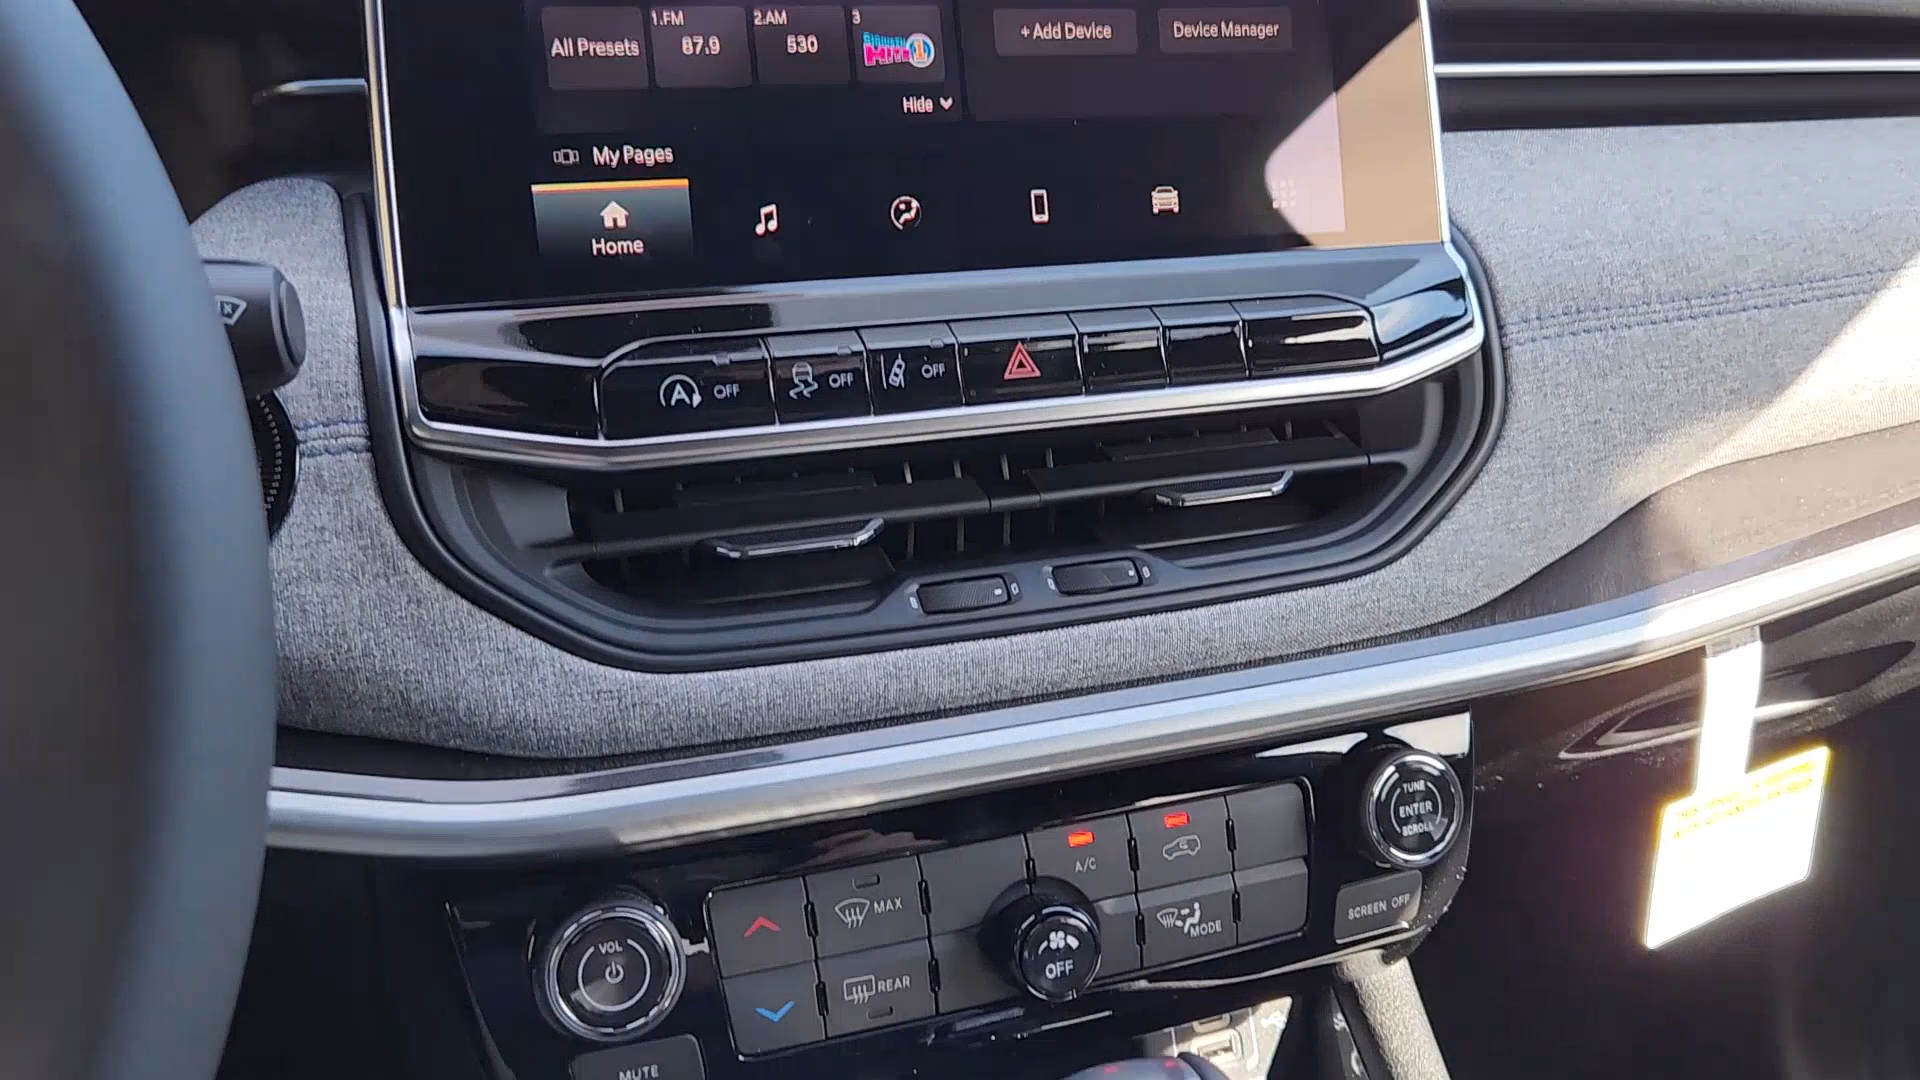 1.FM
2.AM
3
All Presets
87.9
530
+ Add Device
Device Manager
Hide
My Pages
Home
OFF
OFF
OFF
TUNE
ENTER
SCROLL
A/C
MAX
SCREEN OFF
MODE
VOL
OFF
REAR
MUTE